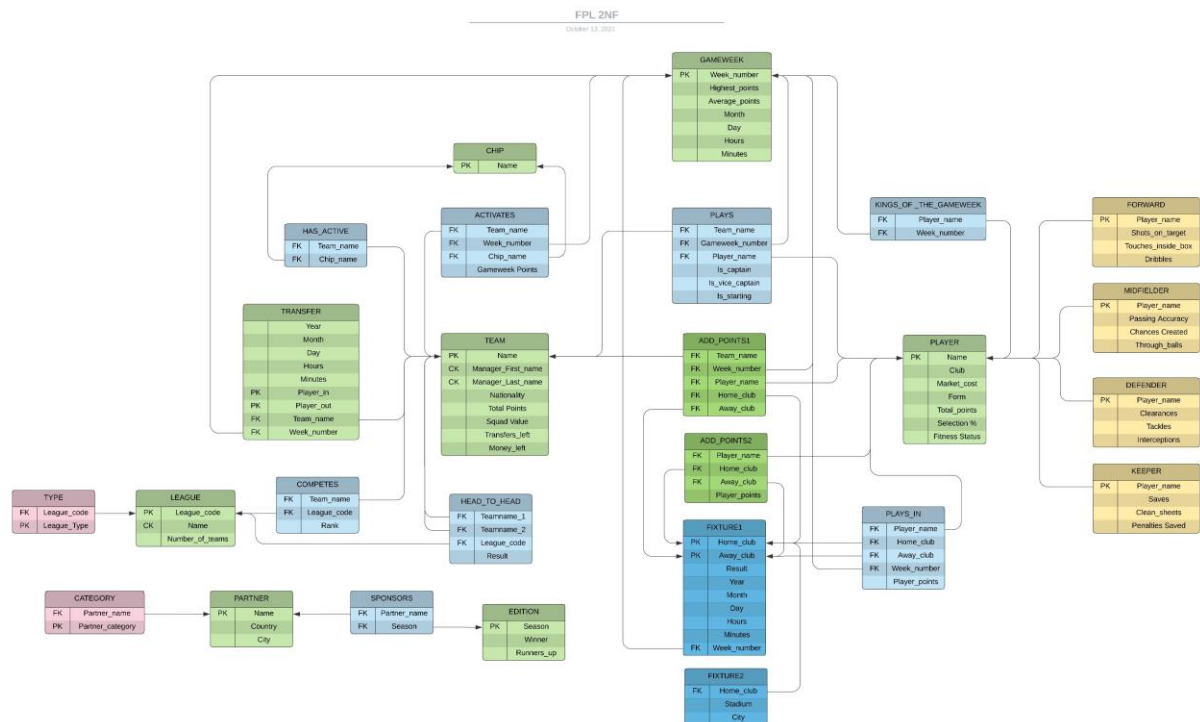 FPL 2NF
October 13, 2021
GAMEWEEK
PK Week_number
Highest_points
Average_points
Month
Day
Hours
Minutes
CHIP
PK Name
HAS_ACTIVE
FK Team_name
FK Chip_name
ACTIVATES
FK Team_name
FK Week_number
FK Chip_name
Gameweek Points
PLAYS
FK Team_name
FK Gameweek_number
FK Player_name
Is_captain
Is_vice_captain
Is_starting
KINGS_OF _THE_GAMEWEEK
FK Player_name
FK Week_number
FORWARD
PK Player_name
Shots_on_target
Touches_inside_box
Dribbles
MIDFIELDER
PK Player_name
Passing Accuracy
Chances Created
Through_balls
DEFENDER
PK Player_name
Clearances
Tackles
Interceptions
KEEPER
PK Player_name
Saves
Clean_sheets
Penalties Saved
TRANSFER
Year
Month
Day
Hours
Minutes
PK Player_in
PK Player_out
FK Team_name
FK Week_number
TEAM
PK Name
CK Manager_First_name
CK Manager_Last_name
Nationality
Total Points
Squad Value
Transfers_left
Money_left
ADD_POINTS1
FK Team_name
FK Week_number
FK Player_name
FK Home_club
FK Away_club
PLAYER
PK Name
Club
Market_cost
Form
Total_points
Selection %
Fitness Status
ADD_POINTS2
FK Player_name
FK Home_club
FK Away_club
Player_points
TYPE
FK League_code
PK League_Type
LEAGUE
PK League_code
CK Name
Number_of_teams
COMPETES
FK Team_name
FK League_code
Rank
HEAD_TO_HEAD
FK Teamname_1
FK Teamname_2
FK League_code
Result
FIXTURE1
PK Home_club
PK Away_club
Result
Year
Month
Day
Hours
Minutes
FK Week_number
PLAYS_IN
FK Player_name
FK Home_club
FK Away_club
FK Week_number
Player_points
CATEGORY
FK Partner_name
PK Partner_category
PARTNER
PK Name
Country
City
SPONSORS
FK Partner_name
FK Season
EDITION
PK Season
Winner
Runners_up
FIXTURE2
FK Home_club
Stadium
City